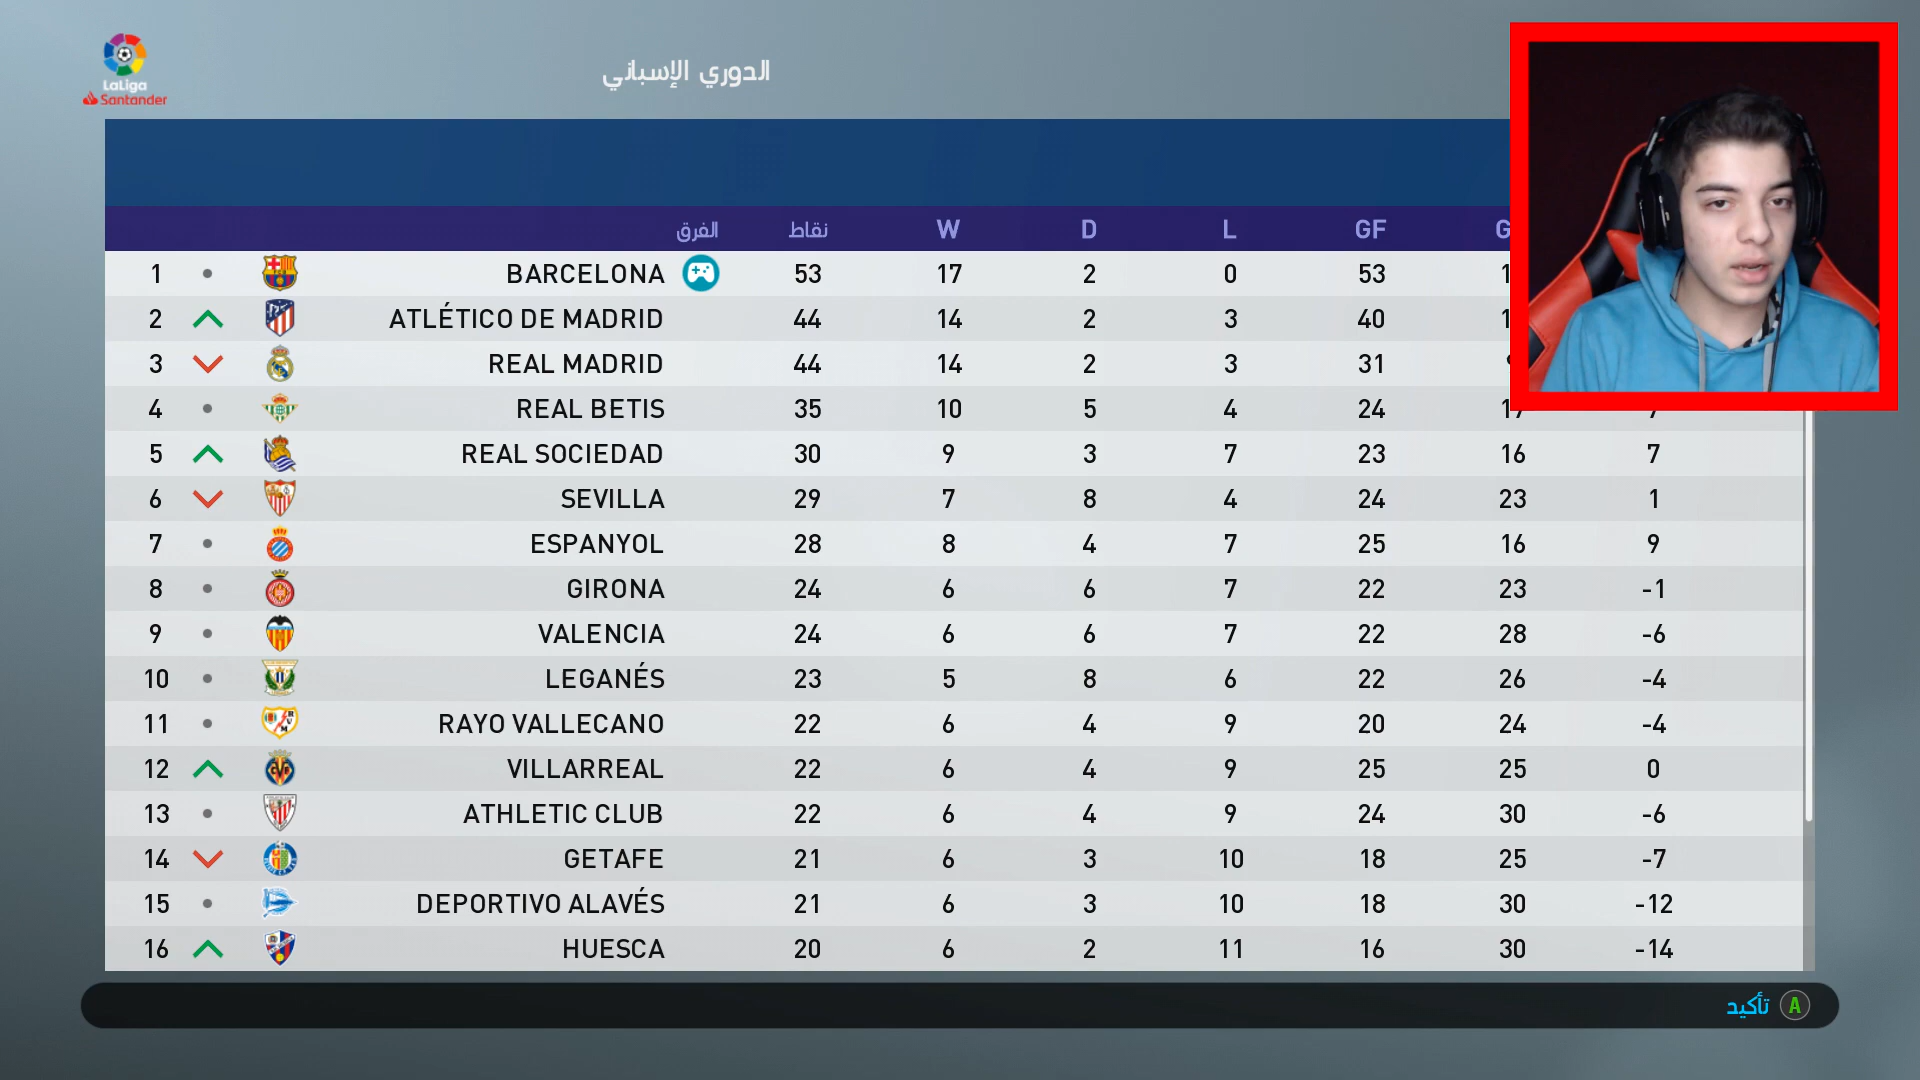 LaLiga
Santander
الدوري الإسباني
الفرق نقاط W D L GF
1 BARCELONA 53 17 2 0 53
2 ATLÉTICO DE MADRID 44 14 2 3 40
3 REAL MADRID 44 14 2 3 31
4 REAL BETIS 35 10 5 4 24 17 7
5 REAL SOCIEDAD 30 9 3 7 23 16 7
6 SEVILLA 29 7 8 4 24 23 1
7 ESPANYOL 28 8 4 7 25 16 9
8 GIRONA 24 6 6 7 22 23 -1
9 VALENCIA 24 6 6 7 22 28 -6
10 LEGANÉS 23 5 8 6 22 26 -4
11 RAYO VALLECANO 22 6 4 9 20 24 -4
12 VILLARREAL 22 6 4 9 25 25 0
13 ATHLETIC CLUB 22 6 4 9 24 30 -6
14 GETAFE 21 6 3 10 18 25 -7
15 DEPORTIVO ALAVÉS 21 6 3 10 18 30 -12
16 HUESCA 20 6 2 11 16 30 -14
تأكيد A